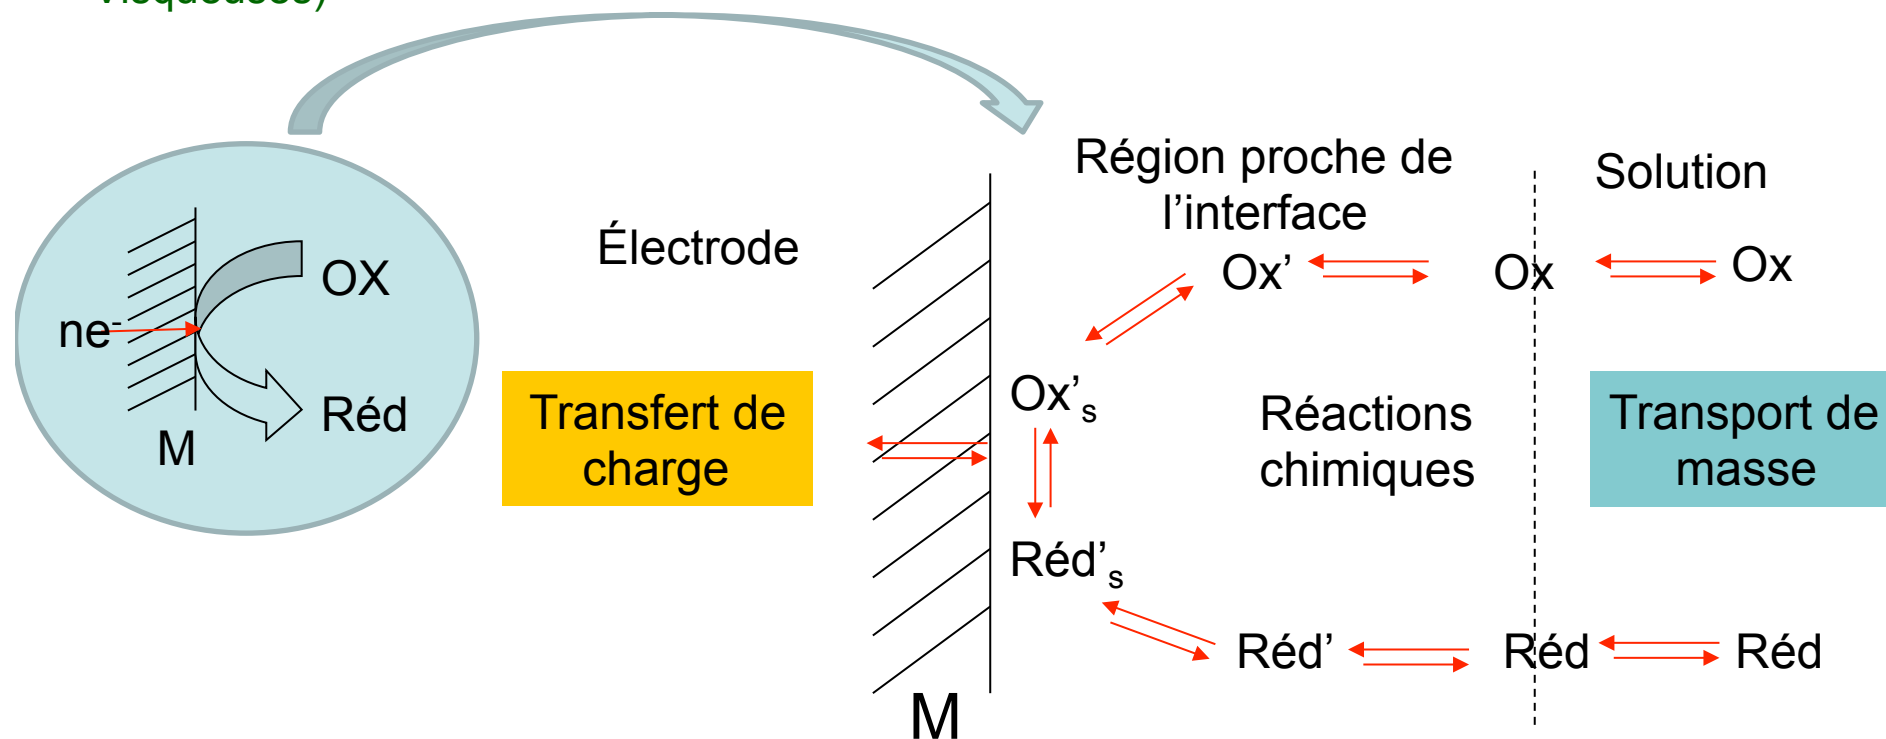 visqueuses)
Région proche de
l’interface
Solution
Électrode
OX
ne-
Réd
M
Ox’ Ox Ox
Ox’s
Transfert de
charge
Réactions
chimiques
Transport de
masse
Réd’s
Réd’ Réd Réd
M